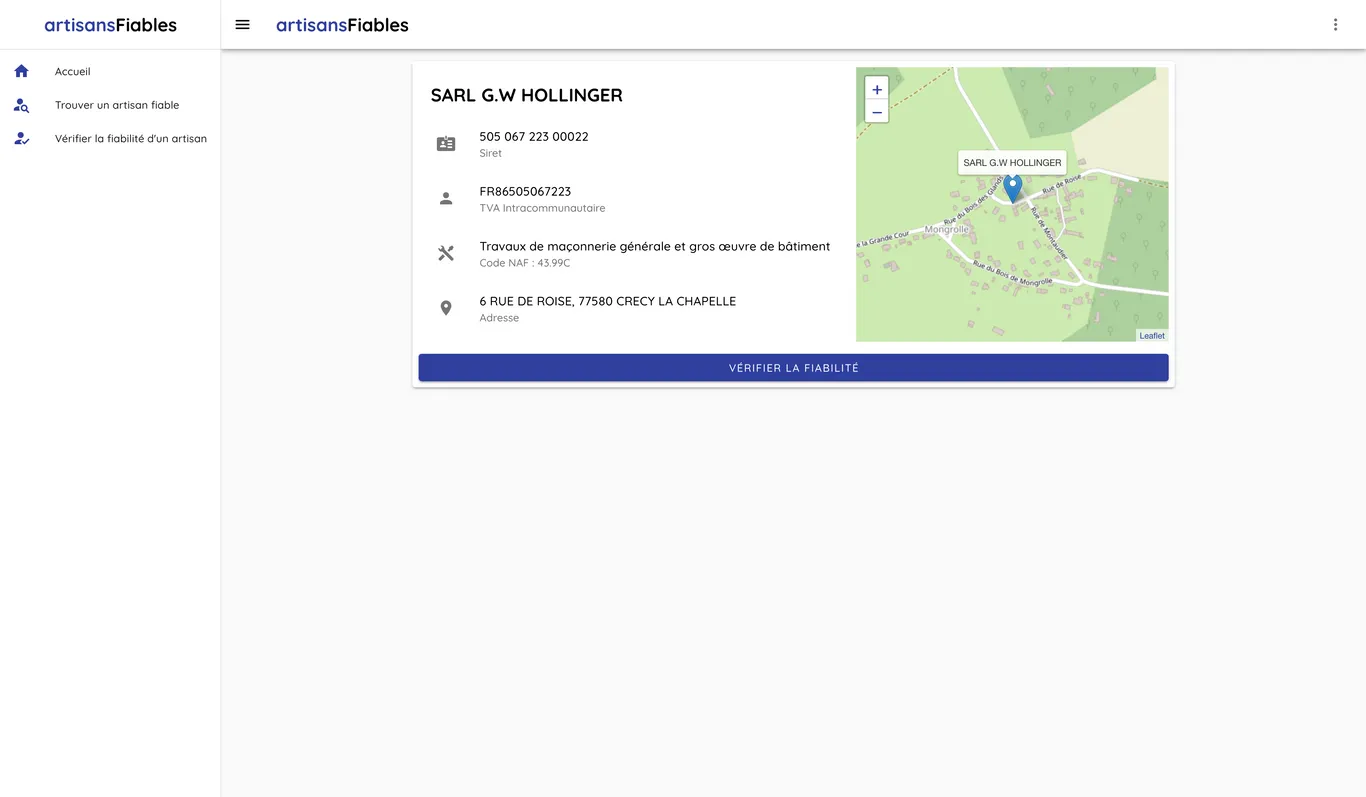 artisansFiables
artisansFiables
Accueil
Trouver un artisan fiable
Vérifier la fiabilité d'un artisan
SARL G.W HOLLINGER
505 067 223 00022
Siret
FR86505067223
TVA Intracommunautaire
Travaux de maçonnerie générale et gros œuvre de bâtiment
Code NAF : 43.99C
6 RUE DE ROISE, 77580 CRECY LA CHAPELLE
Adresse
+
−
SARL G.W HOLLINGER
Rue du Bois des Glands
Rue de Roise
Rue de Montaudier
Mongrolle
e la Grande Cour
Rue du Bois de Mongrolle
Leaflet
VÉRIFIER LA FIABILITÉ